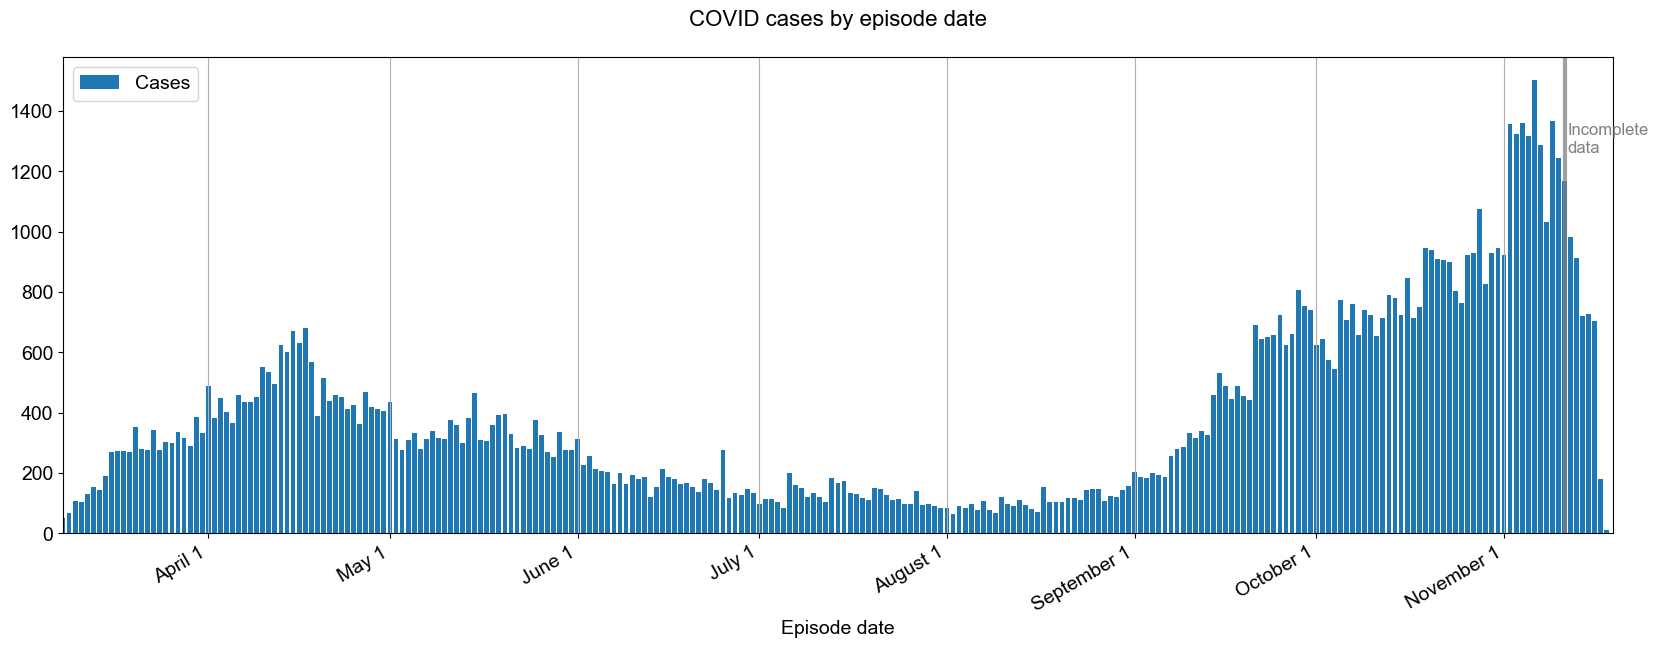 COVID cases by episode date
Cases
1400
1200
1000
800
600
400
200
0
Incomplete
data
April 1
May 1
June 1
July 1
August 1
September 1
October 1
November 1
Episode date